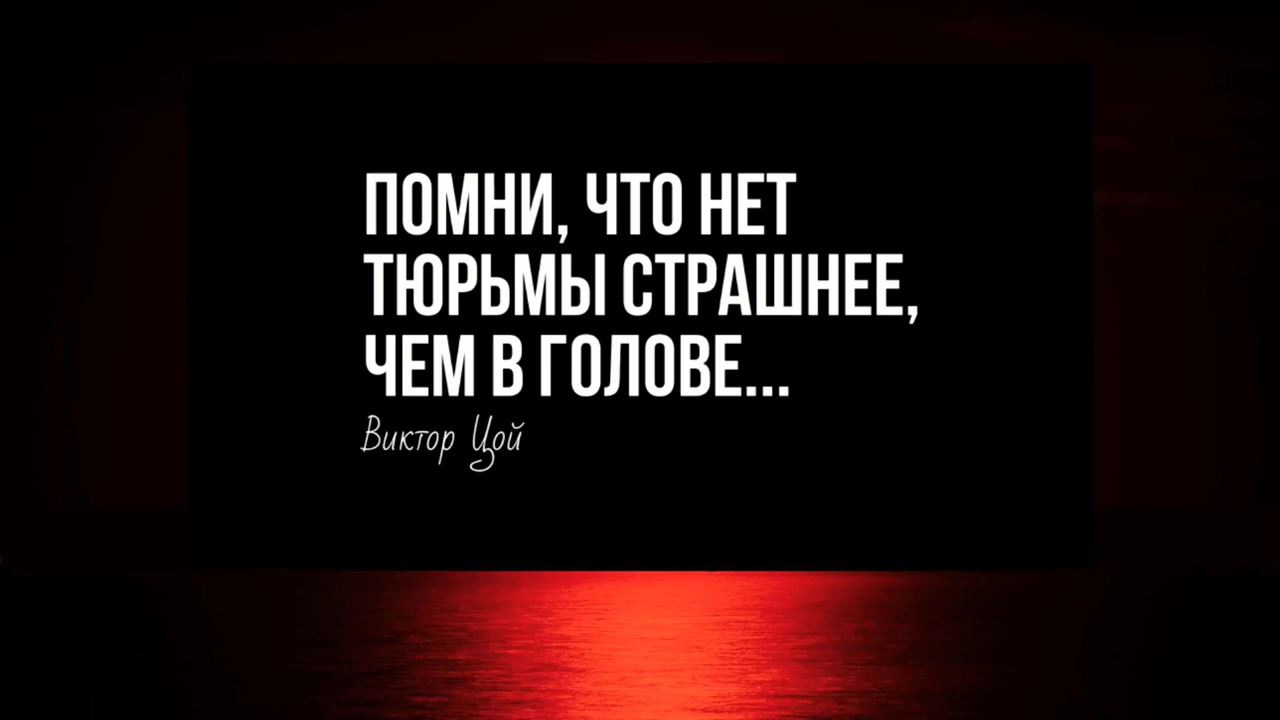 ПОМНИ, ЧТО НЕТ
ТЮРЬМЫ СТРАШНЕЕ,
ЧЕМ В ГОЛОВЕ...
Виктор Цой